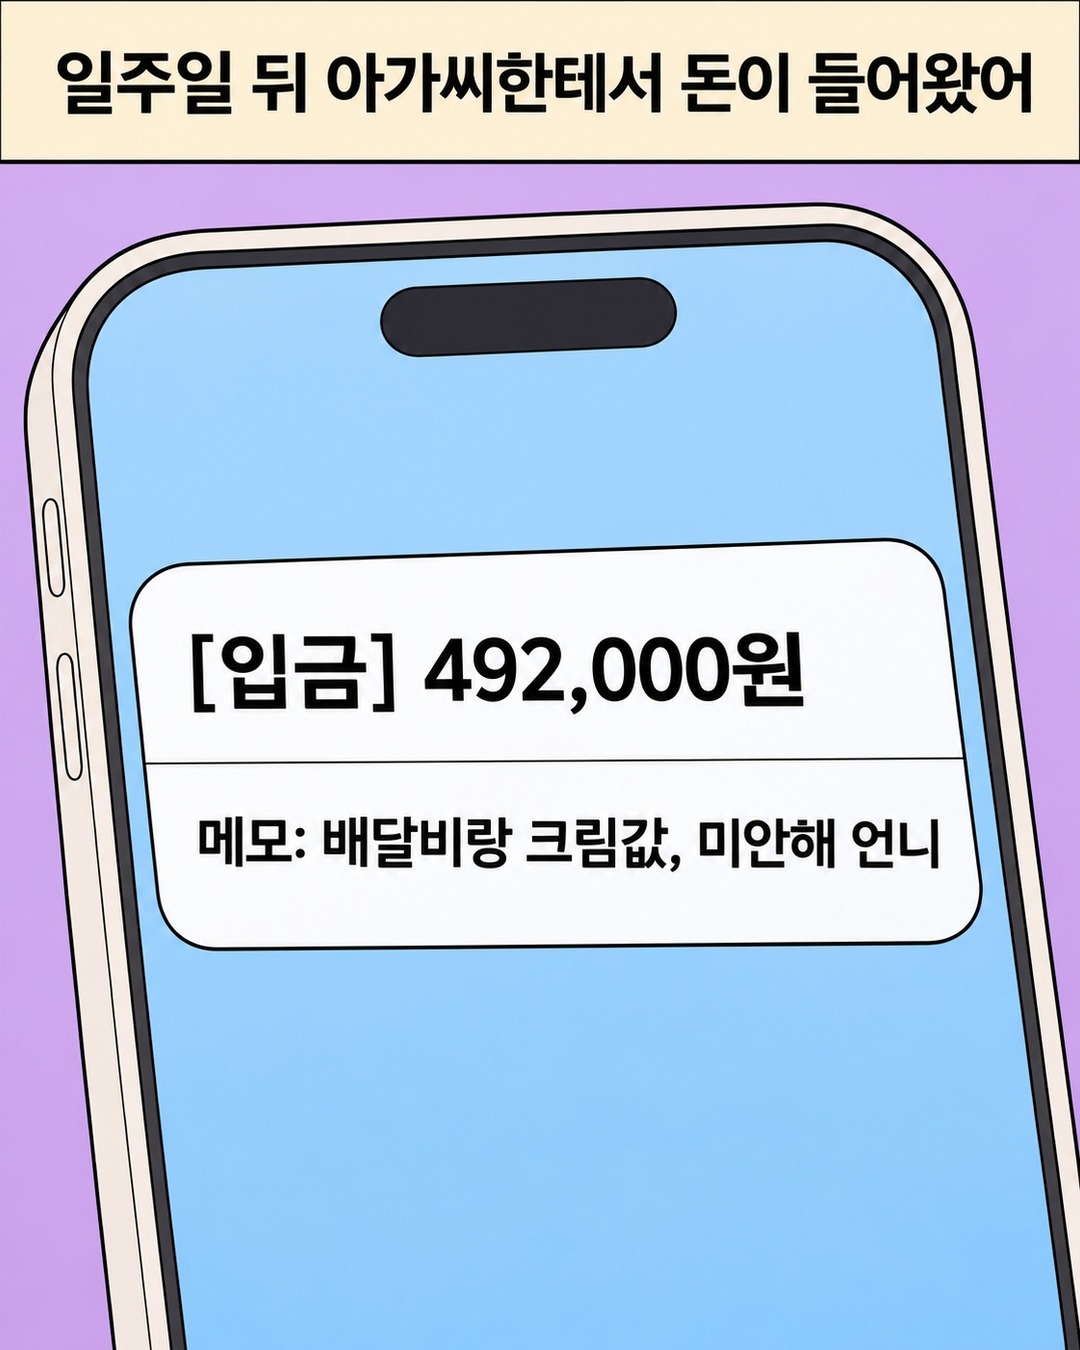 일주일 뒤 아가씨한테서 돈이 들어왔어
[입금] 492,000원
메모: 배달비랑 크림값, 미안해 언니